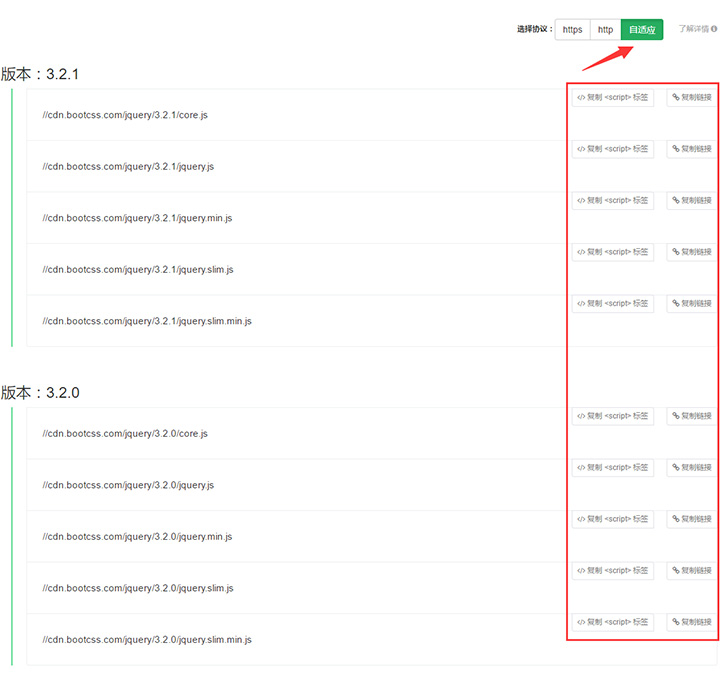 选择协议： https http 自适应 了解详情
版本：3.2.1
//cdn.bootcss.com/jquery/3.2.1/core.js </> 复制 <script> 标签 复制链接
//cdn.bootcss.com/jquery/3.2.1/jquery.js </> 复制 <script> 标签 复制链接
//cdn.bootcss.com/jquery/3.2.1/jquery.min.js </> 复制 <script> 标签 复制链接
//cdn.bootcss.com/jquery/3.2.1/jquery.slim.js </> 复制 <script> 标签 复制链接
//cdn.bootcss.com/jquery/3.2.1/jquery.slim.min.js </> 复制 <script> 标签 复制链接
版本：3.2.0
//cdn.bootcss.com/jquery/3.2.0/core.js </> 复制 <script> 标签 复制链接
//cdn.bootcss.com/jquery/3.2.0/jquery.js </> 复制 <script> 标签 复制链接
//cdn.bootcss.com/jquery/3.2.0/jquery.min.js </> 复制 <script> 标签 复制链接
//cdn.bootcss.com/jquery/3.2.0/jquery.slim.js </> 复制 <script> 标签 复制链接
//cdn.bootcss.com/jquery/3.2.0/jquery.slim.min.js </> 复制 <script> 标签 复制链接